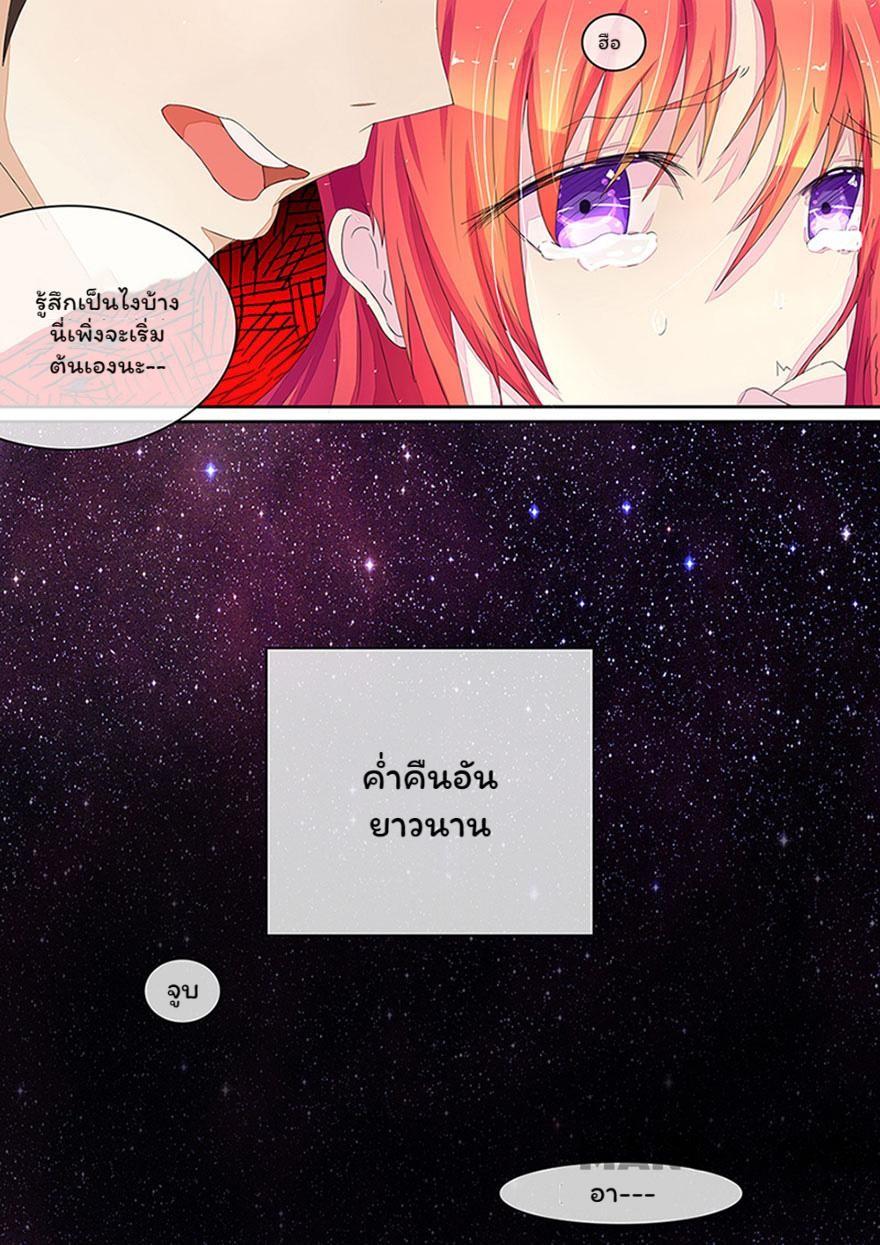 ฮือ
รู้สึกเป็นไงบ้าง
นี่เพิ่งจะเริ่ม
ต้นเองนะ--
ค่ำคืนอัน
ยาวนาน
จูบ
อา---